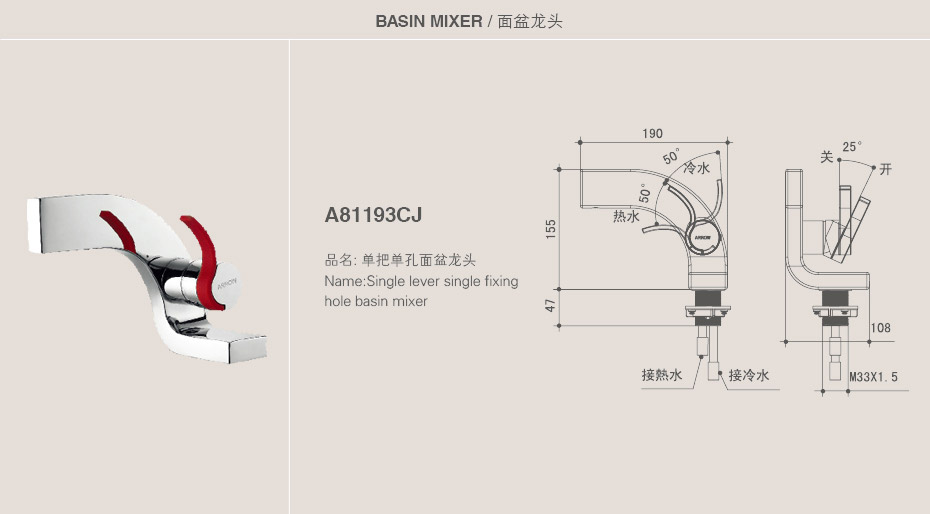 BASIN MIXER / 面盆龙头
A81193CJ
品名: 单把单孔面盆龙头
Name:Single lever single fixing
hole basin mixer
ARROW
190
50°
冷水
50°
热水
ARROW
155
47
接熱水
接冷水
25°
关
开
108
M33X1.5